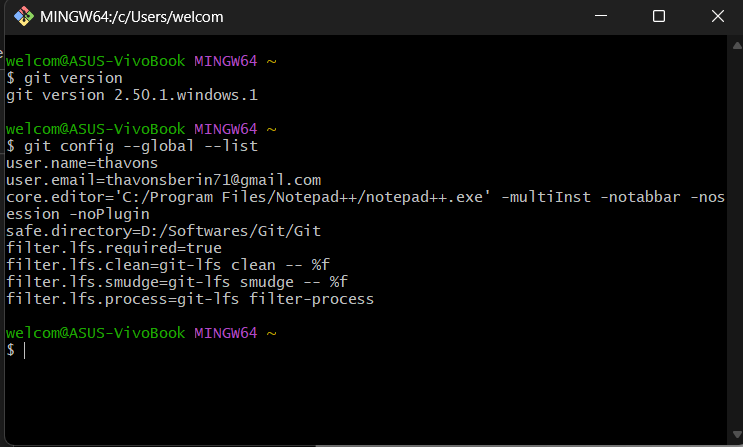 MINGW64:/c/Users/welcom
welcom@ASUS-VivoBook MINGW64 ~
$ git version
git version 2.50.1.windows.1
welcom@ASUS-VivoBook MINGW64 ~
$ git config --global --list
user.name=thavons
user.email=thavonsberin71@gmail.com
core.editor='C:/Program Files/Notepad++/notepad++.exe' -multiInst -notabbar -nos
ession -noPlugin
safe.directory=D:/Softwares/Git/Git
filter.lfs.required=true
filter.lfs.clean=git-lfs clean -- %f
filter.lfs.smudge=git-lfs smudge -- %f
filter.lfs.process=git-lfs filter-process
welcom@ASUS-VivoBook MINGW64 ~
$